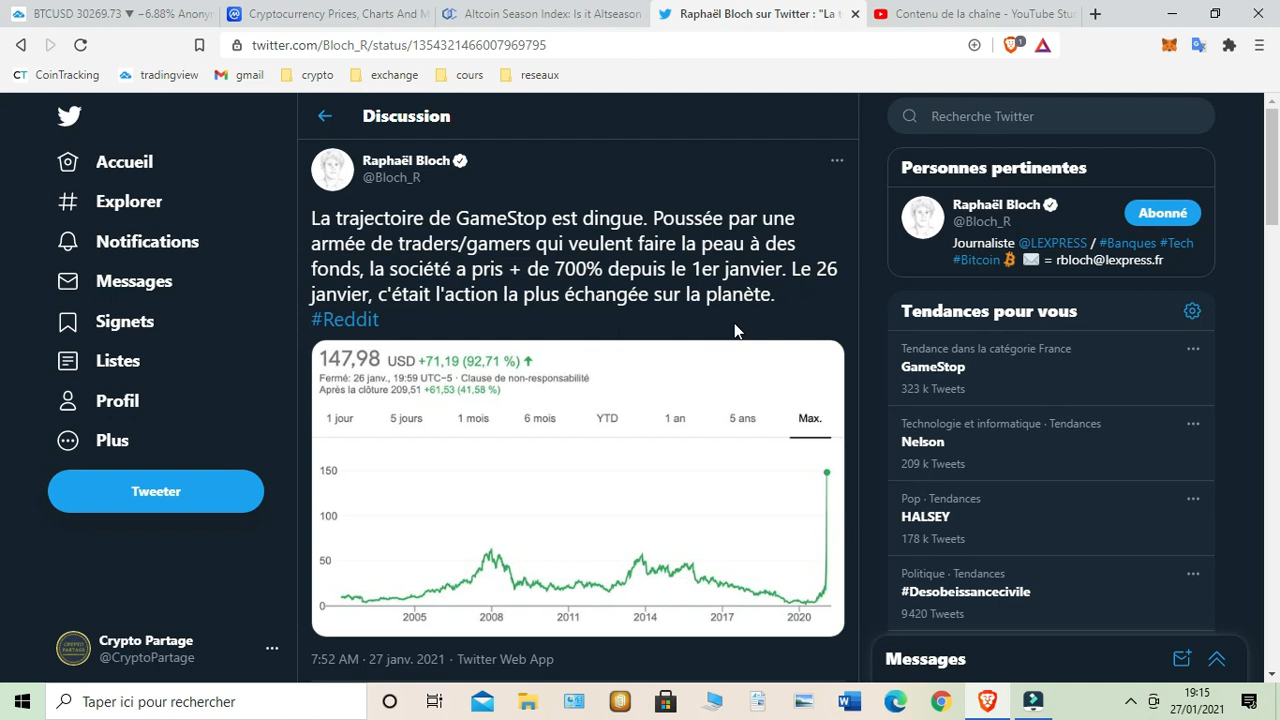 BTCUSD 30269.73 ▼ −6.88% Anonyn
Cryptocurrency Prices, Charts And M
Altcoin Season Index: Is it Altseason
Raphaël Bloch sur Twitter : "La t
Contenu de la chaîne - YouTube Stu
twitter.com/Bloch_R/status/1354321466007969795
1
CT CoinTracking
tradingview
gmail
crypto
exchange
cours
reseaux
Accueil
Explorer
Notifications
Messages
Signets
Listes
Profil
Plus
Tweeter
Crypto Partage
@CryptoPartage
Discussion
Raphaël Bloch
@Bloch_R
La trajectoire de GameStop est dingue. Poussée par une
armée de traders/gamers qui veulent faire la peau à des
fonds, la société a pris + de 700% depuis le 1er janvier. Le 26
janvier, c'était l'action la plus échangée sur la planète.
#Reddit
147,98 USD +71,19 (92,71 %) ↑
Fermé: 26 janv., 19:59 UTC−5 · Clause de non-responsabilité
Après la clôture 209,51 +61,53 (41,58 %)
1 jour 5 jours 1 mois 6 mois YTD 1 an 5 ans Max.
150
100
50
0
2005 2008 2011 2014 2017 2020
7:52 AM · 27 janv. 2021 · Twitter Web App
Recherche Twitter
Personnes pertinentes
Raphaël Bloch
@Bloch_R
Abonné
Journaliste @LEXPRESS / #Banques #Tech
#Bitcoin = rbloch@lexpress.fr
Tendances pour vous
Tendance dans la catégorie France
GameStop
323 k Tweets
Technologie et informatique · Tendances
Nelson
209 k Tweets
Pop · Tendances
HALSEY
178 k Tweets
Politique · Tendances
#Desobeissancecivile
9 420 Tweets
Messages
Taper ici pour rechercher
19:15
27/01/2021